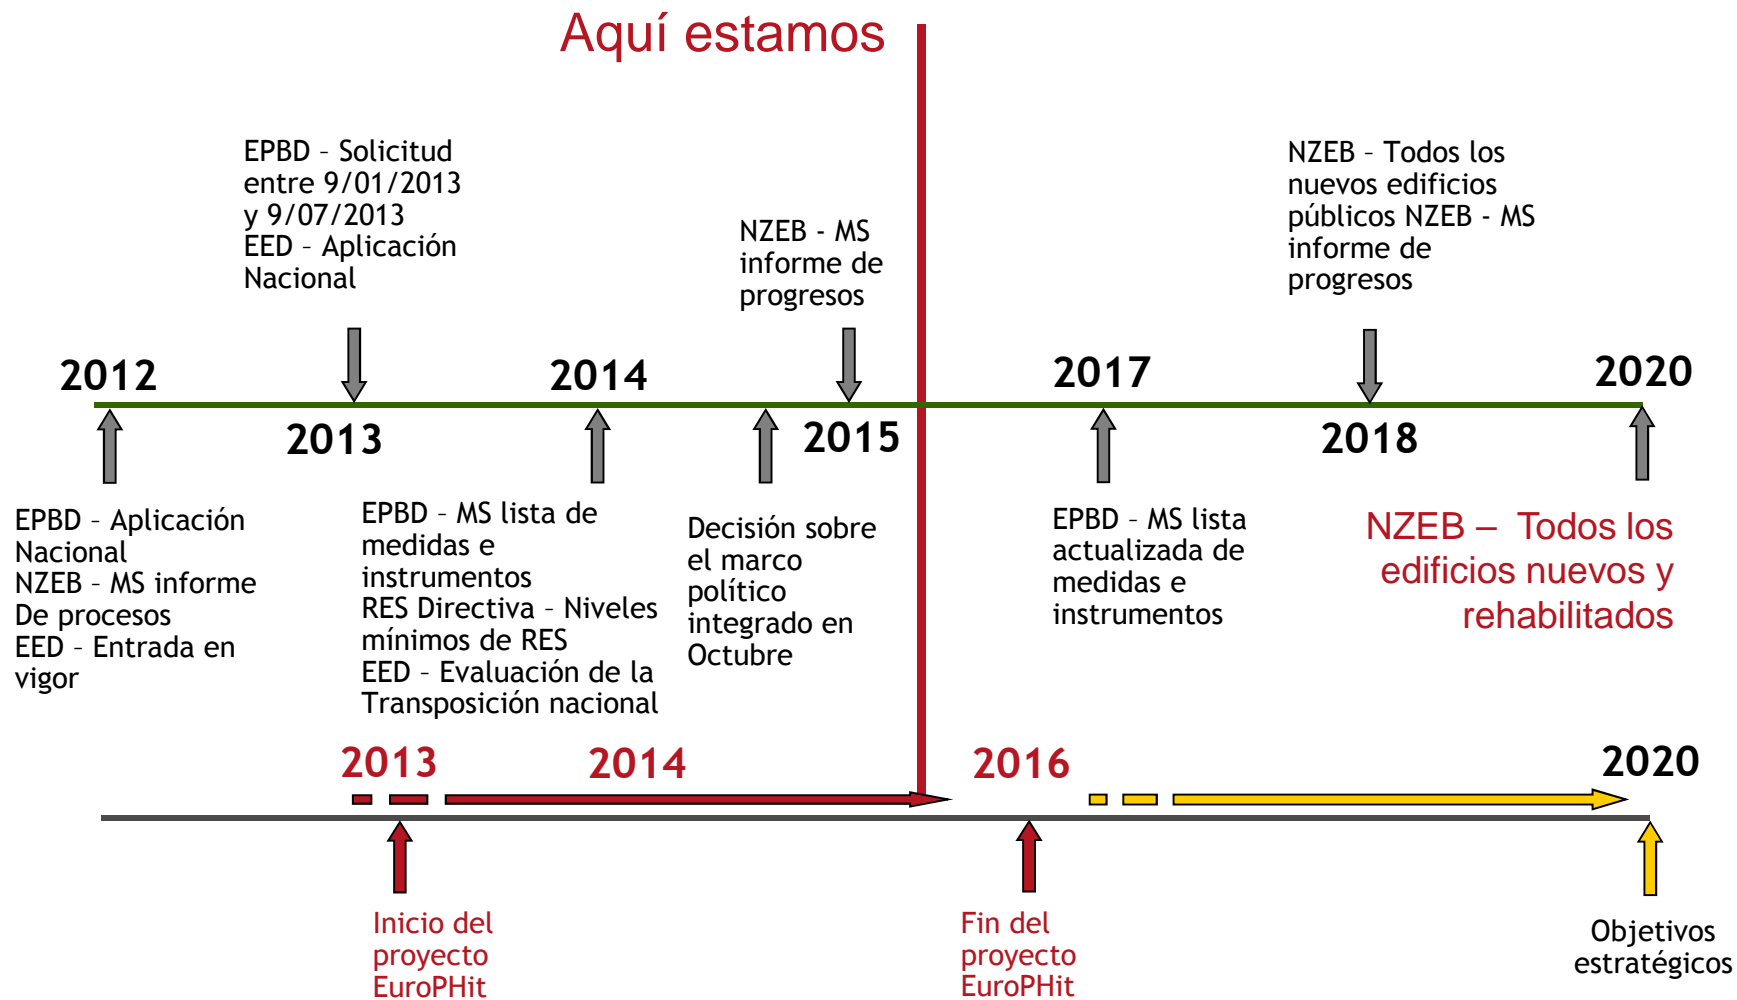 Aquí estamos
EPBD – Solicitud
entre 9/01/2013
y 9/07/2013
EED – Aplicación
Nacional
NZEB - MS
informe de
progresos
NZEB – Todos los
nuevos edificios
públicos NZEB - MS
informe de
progresos
2012
2014
2017
2020
2013
2015
2018
EPBD – Aplicación
Nacional
NZEB – MS informe
De procesos
EED – Entrada en
vigor
EPBD – MS lista de
medidas e
instrumentos
RES Directiva – Niveles
mínimos de RES
EED – Evaluación de la
Transposición nacional
Decisión sobre
el marco
político
integrado en
Octubre
EPBD – MS lista
actualizada de
medidas e
instrumentos
NZEB – Todos los
edificios nuevos y
rehabilitados
2013
2014
2016
2020
Inicio del
proyecto
EuroPHit
Fin del
proyecto
EuroPHit
Objetivos
estratégicos